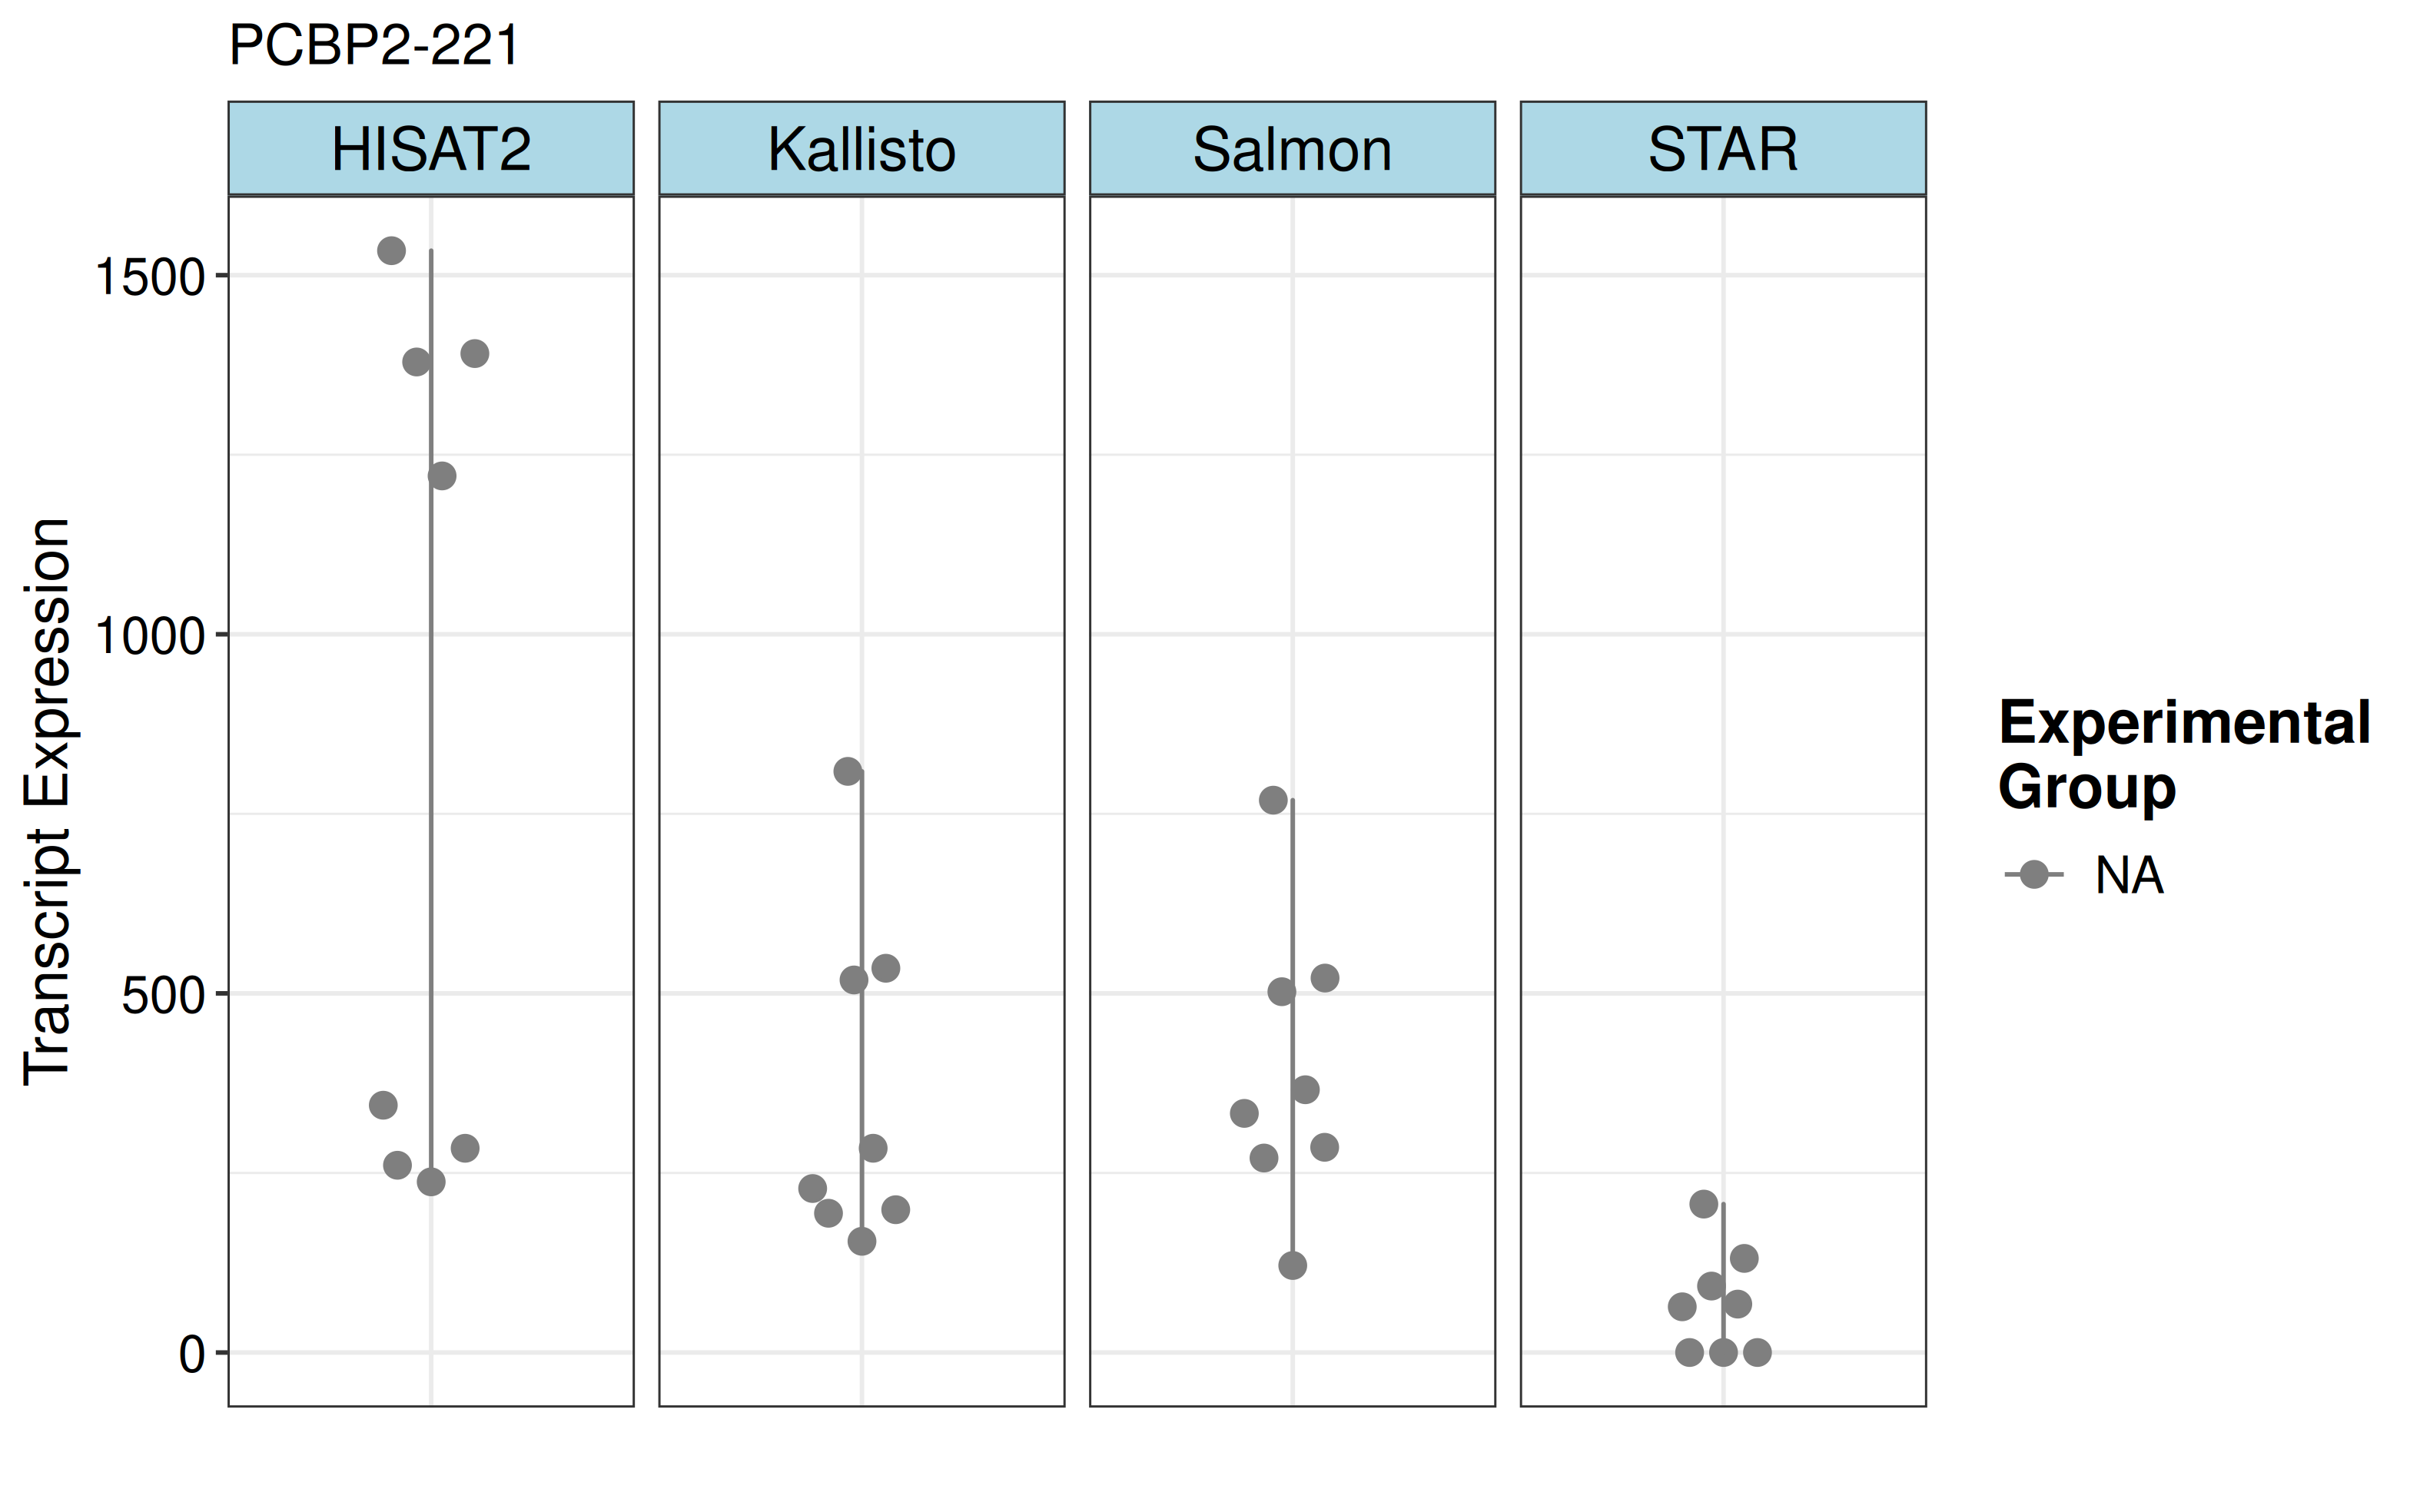 PCBP2-221
HISAT2
Kallisto
Salmon
STAR
Transcript Expression
1500
1000
500
0
Experimental
Group
NA